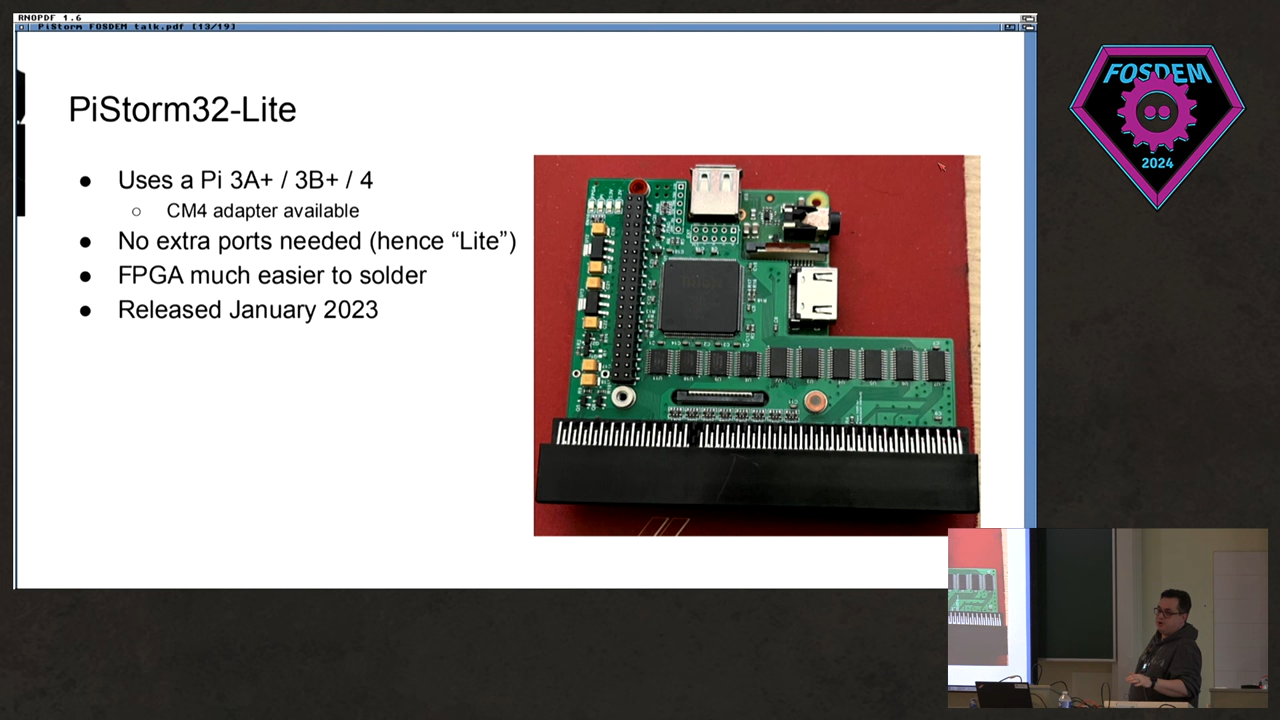 RNOPDF 1.6
PiStorm FOSDEM talk.pdf [13/19]
FOSDEM
2024
PiStorm32-Lite
● Uses a Pi 3A+ / 3B+ / 4
○ CM4 adapter available
● No extra ports needed (hence “Lite”)
● FPGA much easier to solder
● Released January 2023